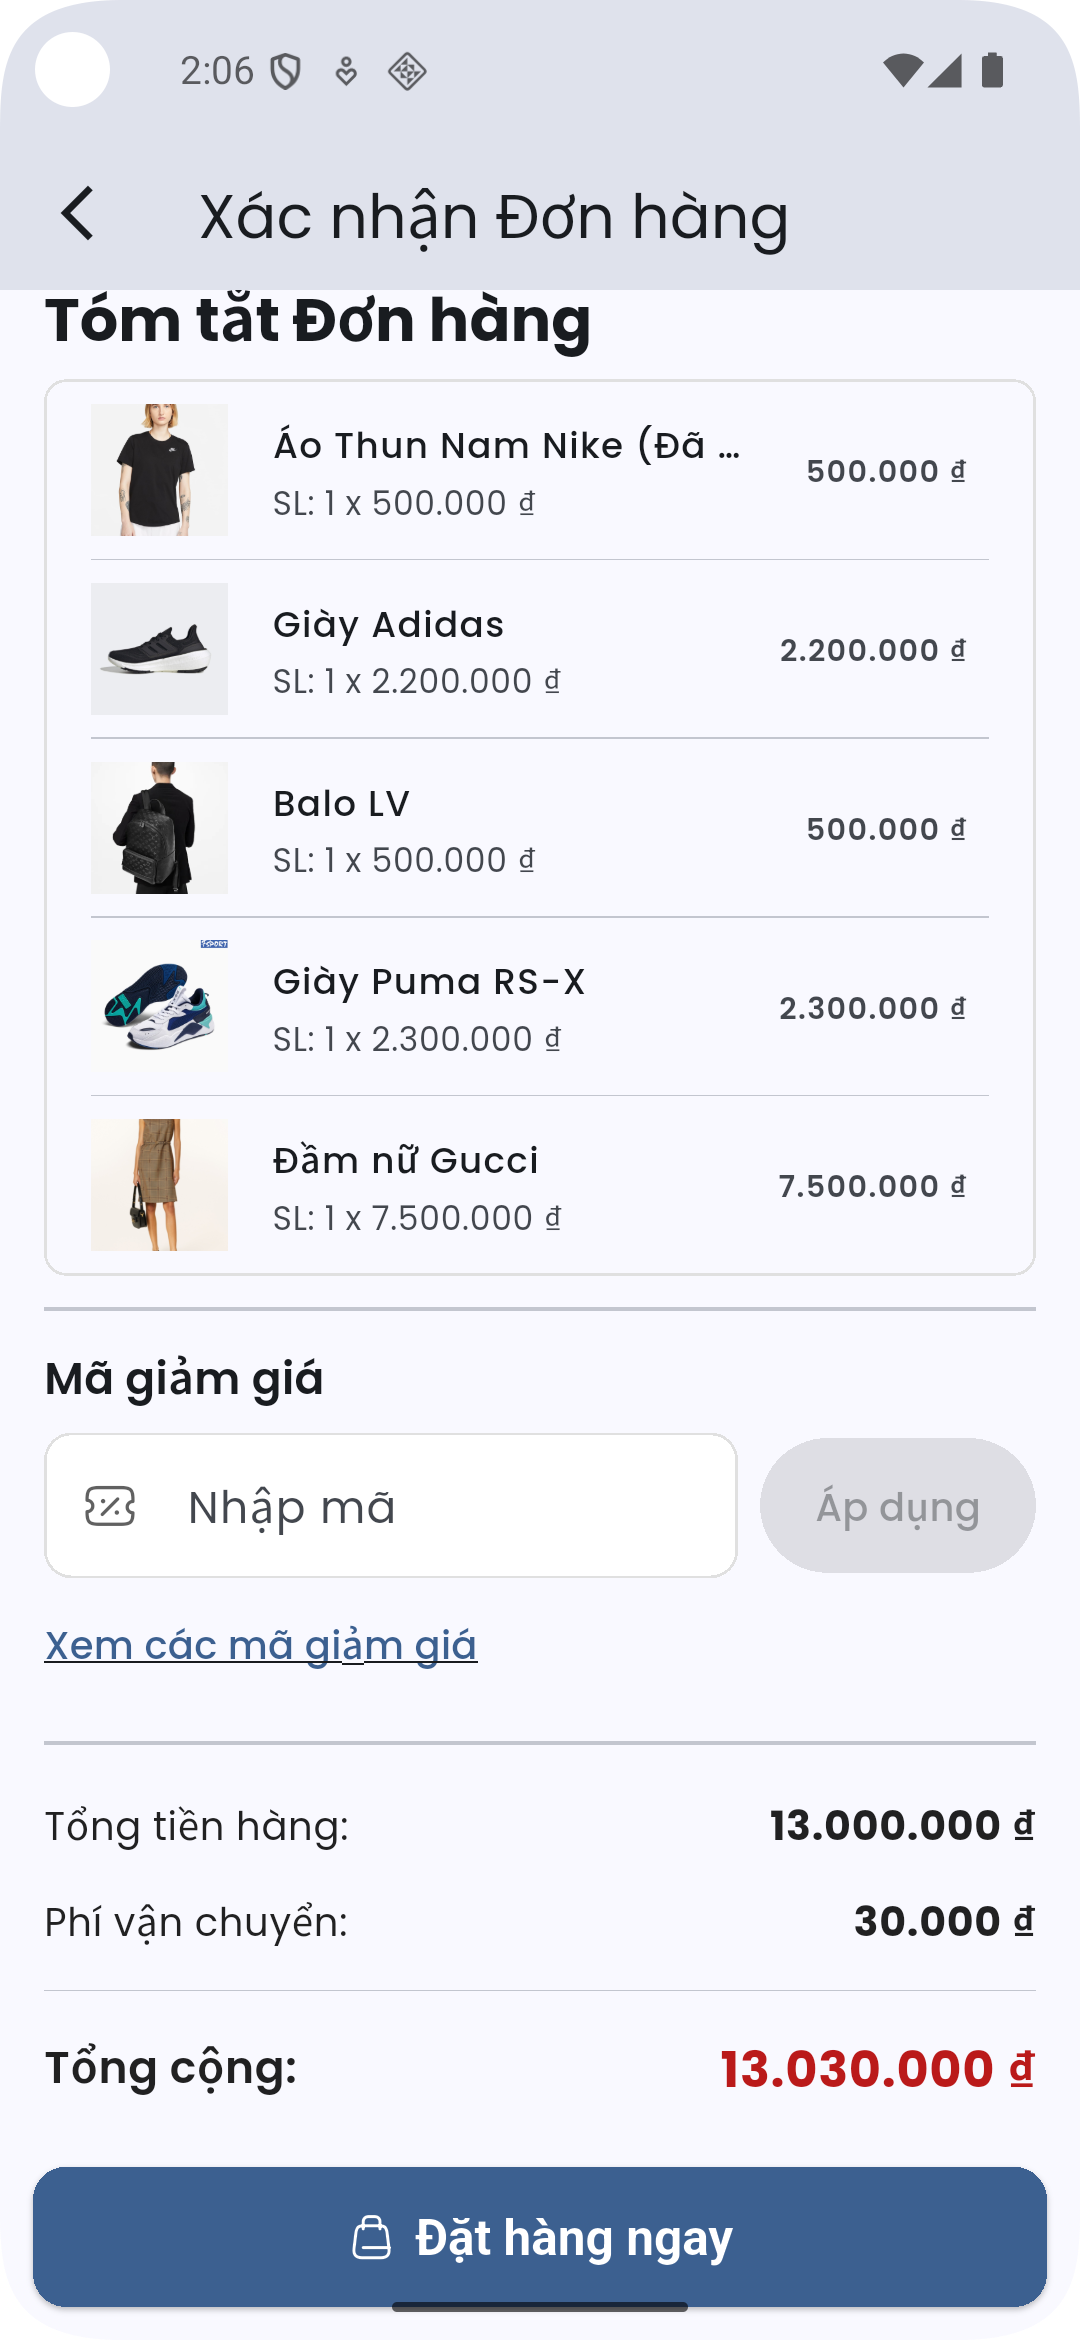 2:06
Xác nhận Đơn hàng
Tóm tắt Đơn hàng
Áo Thun Nam Nike (Đã ...
500.000 ₫
SL: 1 x 500.000 ₫
Giày Adidas
2.200.000 ₫
SL: 1 x 2.200.000 ₫
Balo LV
500.000 ₫
SL: 1 x 500.000 ₫
Giày Puma RS-X
2.300.000 ₫
SL: 1 x 2.300.000 ₫
Đầm nữ Gucci
7.500.000 ₫
SL: 1 x 7.500.000 ₫
Mã giảm giá
Nhập mã
Áp dụng
Xem các mã giảm giá
Tổng tiền hàng:
13.000.000 ₫
Phí vận chuyển:
30.000 ₫
Tổng cộng:
13.030.000 ₫
Đặt hàng ngay